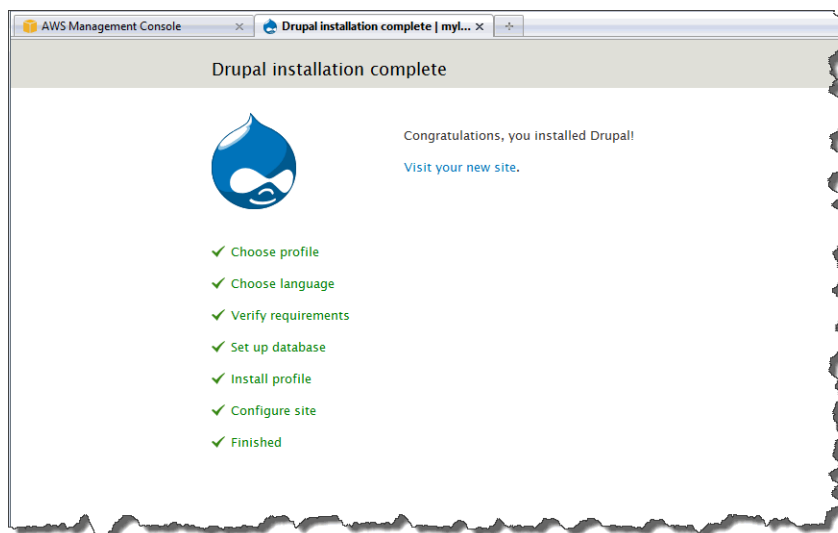 AWS Management Console
Drupal installation complete | myl...
Drupal installation complete
Congratulations, you installed Drupal!
Visit your new site.
Choose profile
Choose language
Verify requirements
Set up database
Install profile
Configure site
Finished